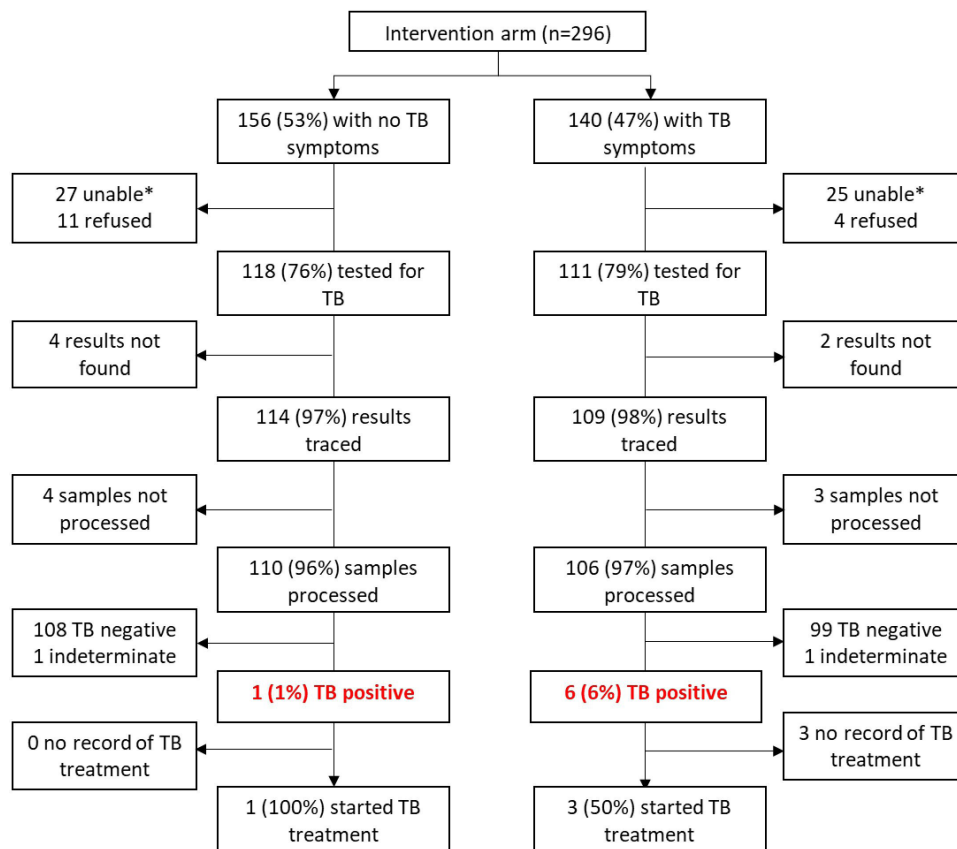 Intervention arm (n=296)
156 (53%) with no TB
symptoms
140 (47%) with TB
symptoms
27 unable*
11 refused
25 unable*
4 refused
118 (76%) tested for
TB
111 (79%) tested for
TB
4 results not
found
2 results not
found
114 (97%) results
traced
109 (98%) results
traced
4 samples not
processed
3 samples not
processed
110 (96%) samples
processed
106 (97%) samples
processed
108 TB negative
1 indeterminate
99 TB negative
1 indeterminate
1 (1%) TB positive
6 (6%) TB positive
0 no record of TB
treatment
3 no record of TB
treatment
1 (100%) started TB
treatment
3 (50%) started TB
treatment